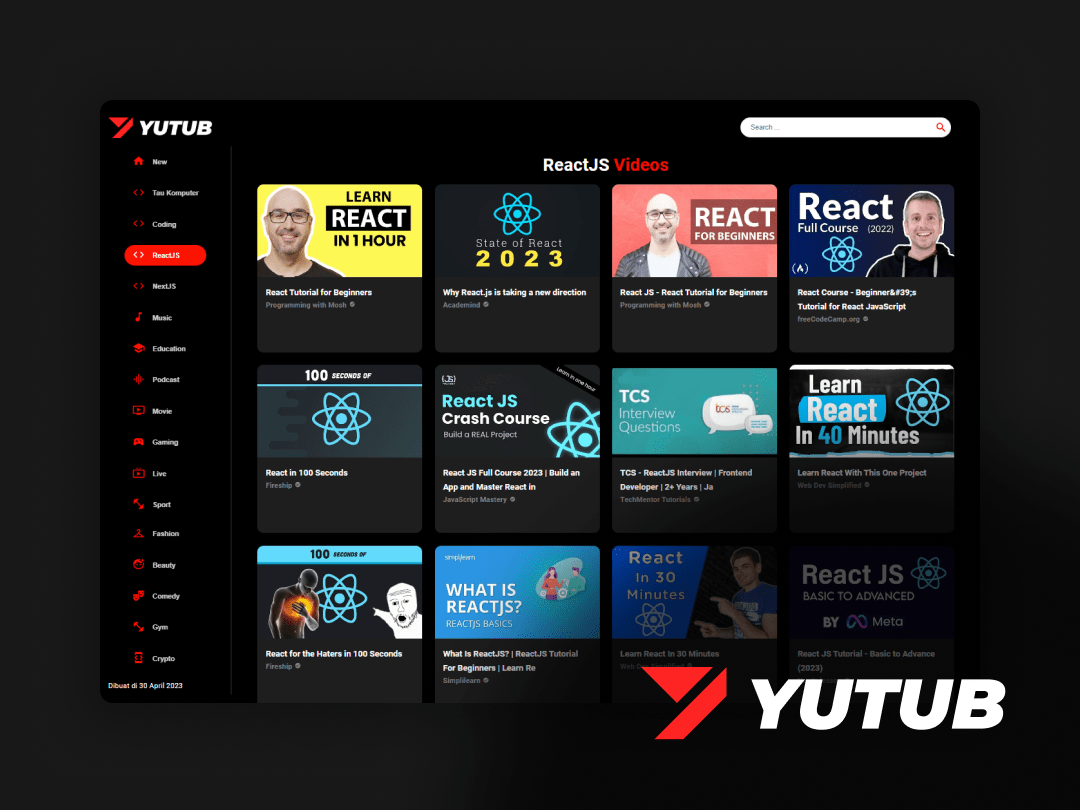 YUTUB
Search ...
New
Tau Komputer
Coding
ReactJS
NextJS
Music
Education
Podcast
Movie
Gaming
Live
Sport
Fashion
Beauty
Comedy
Gym
Crypto
Dibuat di 30 April 2023
ReactJS Videos
LEARN
REACT
IN 1 HOUR
React Tutorial for Beginners
Programming with Mosh
State of React
2023
Why React.js is taking a new direction
Academind
REACT
FOR BEGINNERS
React JS - React Tutorial for Beginners
Programming with Mosh
React
Full Course (2022)
React Course - Beginner&#39;s
Tutorial for React JavaScript
freeCodeCamp.org
100 SECONDS OF
React in 100 Seconds
Fireship
{JS}
Learn in one hour
React JS
Crash Course
Build a REAL Project
React JS Full Course 2023 | Build an
App and Master React in
JavaScript Mastery
TCS
Interview
Questions
tcs
React
TCS - ReactJS Interview | Frontend
Developer | 2+ Years | Ja
TechMentor Tutorials
Learn
React
In 40 Minutes
Learn React With This One Project
Web Dev Simplified
100 SECONDS OF
React for the Haters in 100 Seconds
Fireship
simplilearn
WHAT IS
REACTJS?
REACTJS BASICS
What Is ReactJS? | ReactJS Tutorial
For Beginners | Learn Re
Simplilearn
React
In 30
Minutes
Learn React In 30 Minutes
Web Dev Simplified
React JS
BASIC TO ADVANCED
BY Meta
React JS Tutorial - Basic to Advance
(2023)
YUTUB